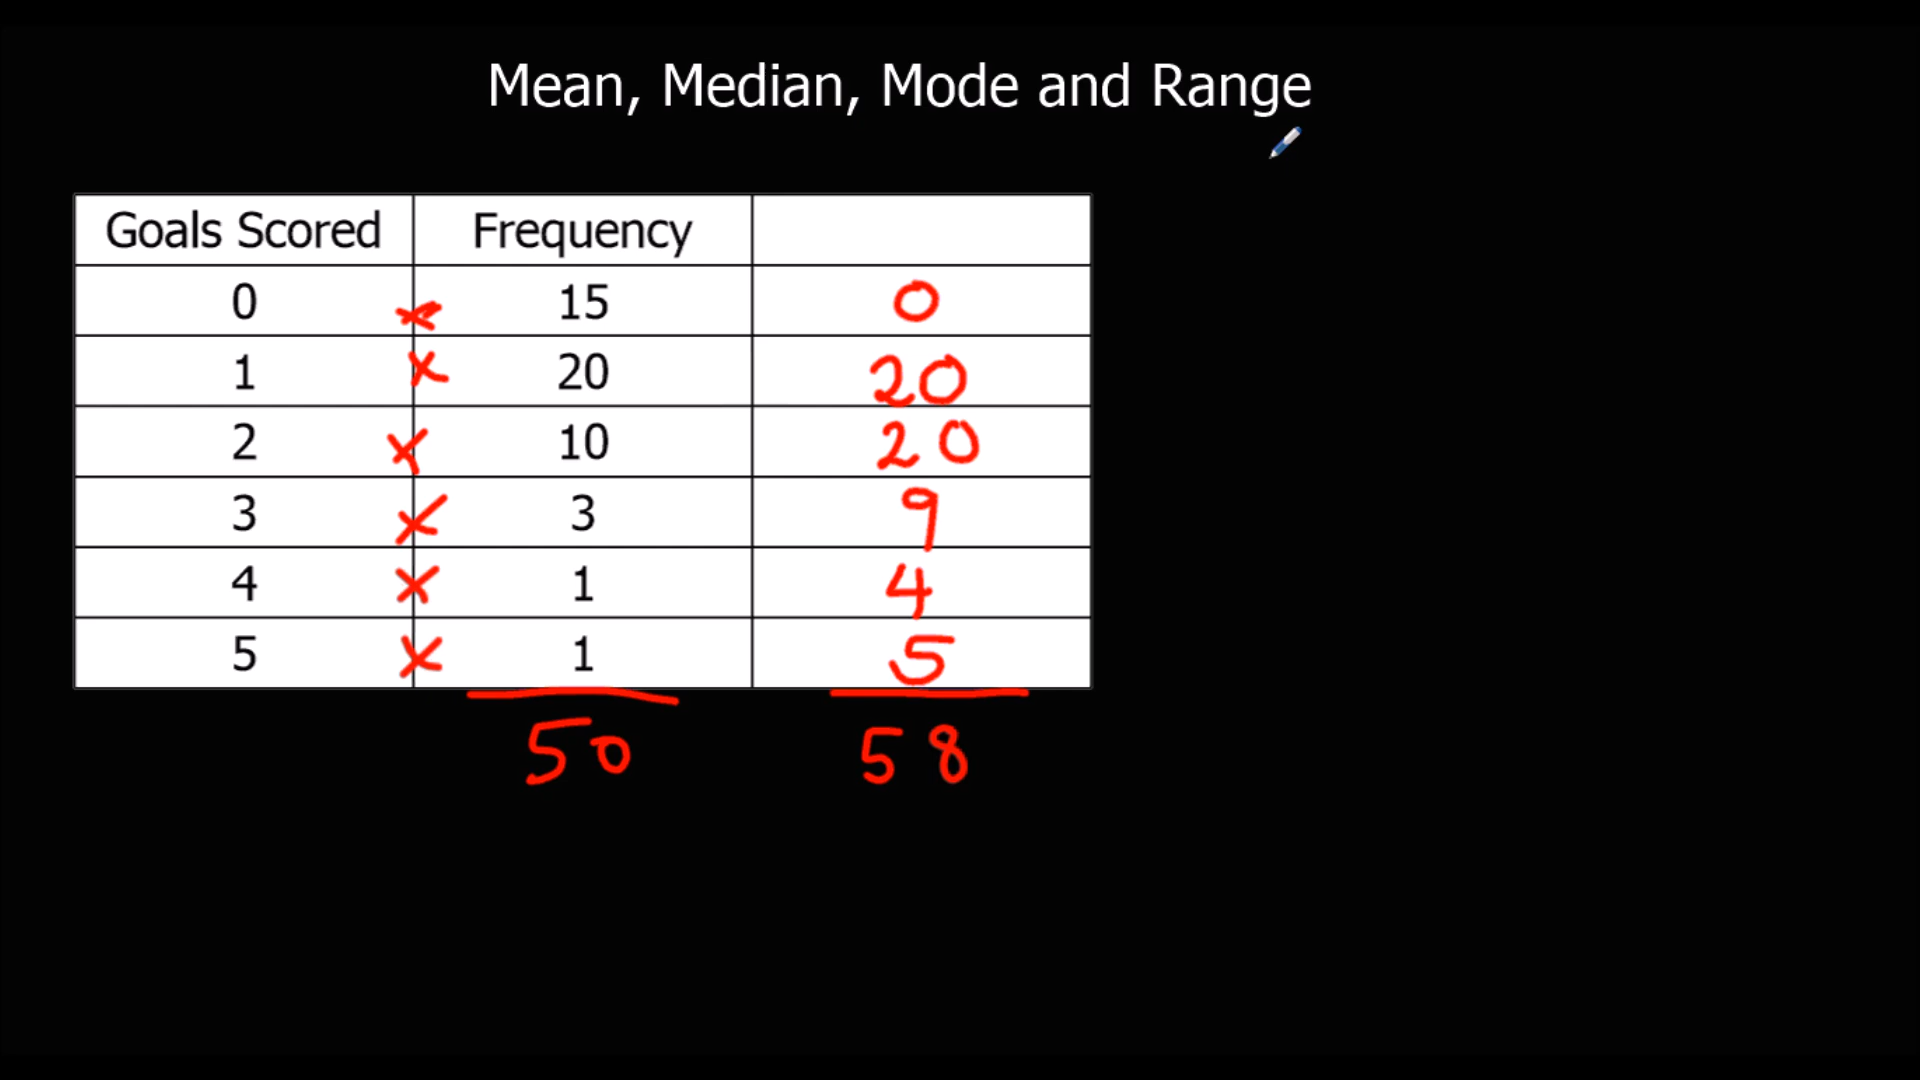 Mean, Median, Mode and Range
Goals Scored Frequency
0 × 15 0
1 × 20 20
2 × 10 20
3 × 3 9
4 × 1 4
5 × 1 5
50 58